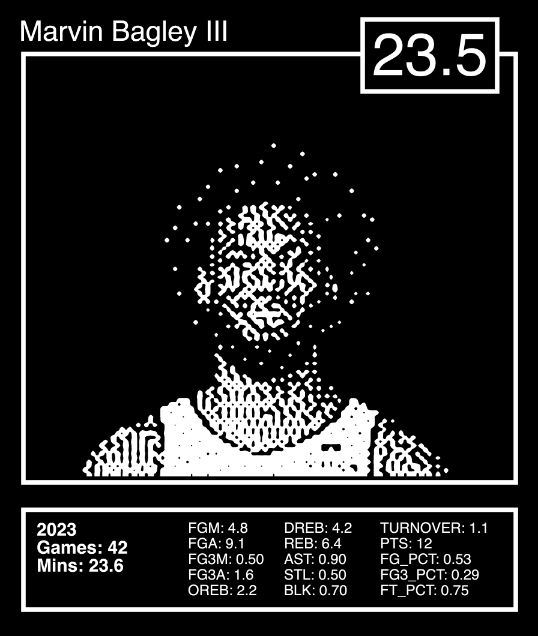 Marvin Bagley III
23.5
2023
Games: 42
Mins: 23.6
FGM: 4.8
FGA: 9.1
FG3M: 0.50
FG3A: 1.6
OREB: 2.2
DREB: 4.2
REB: 6.4
AST: 0.90
STL: 0.50
BLK: 0.70
TURNOVER: 1.1
PTS: 12
FG_PCT: 0.53
FG3_PCT: 0.29
FT_PCT: 0.75